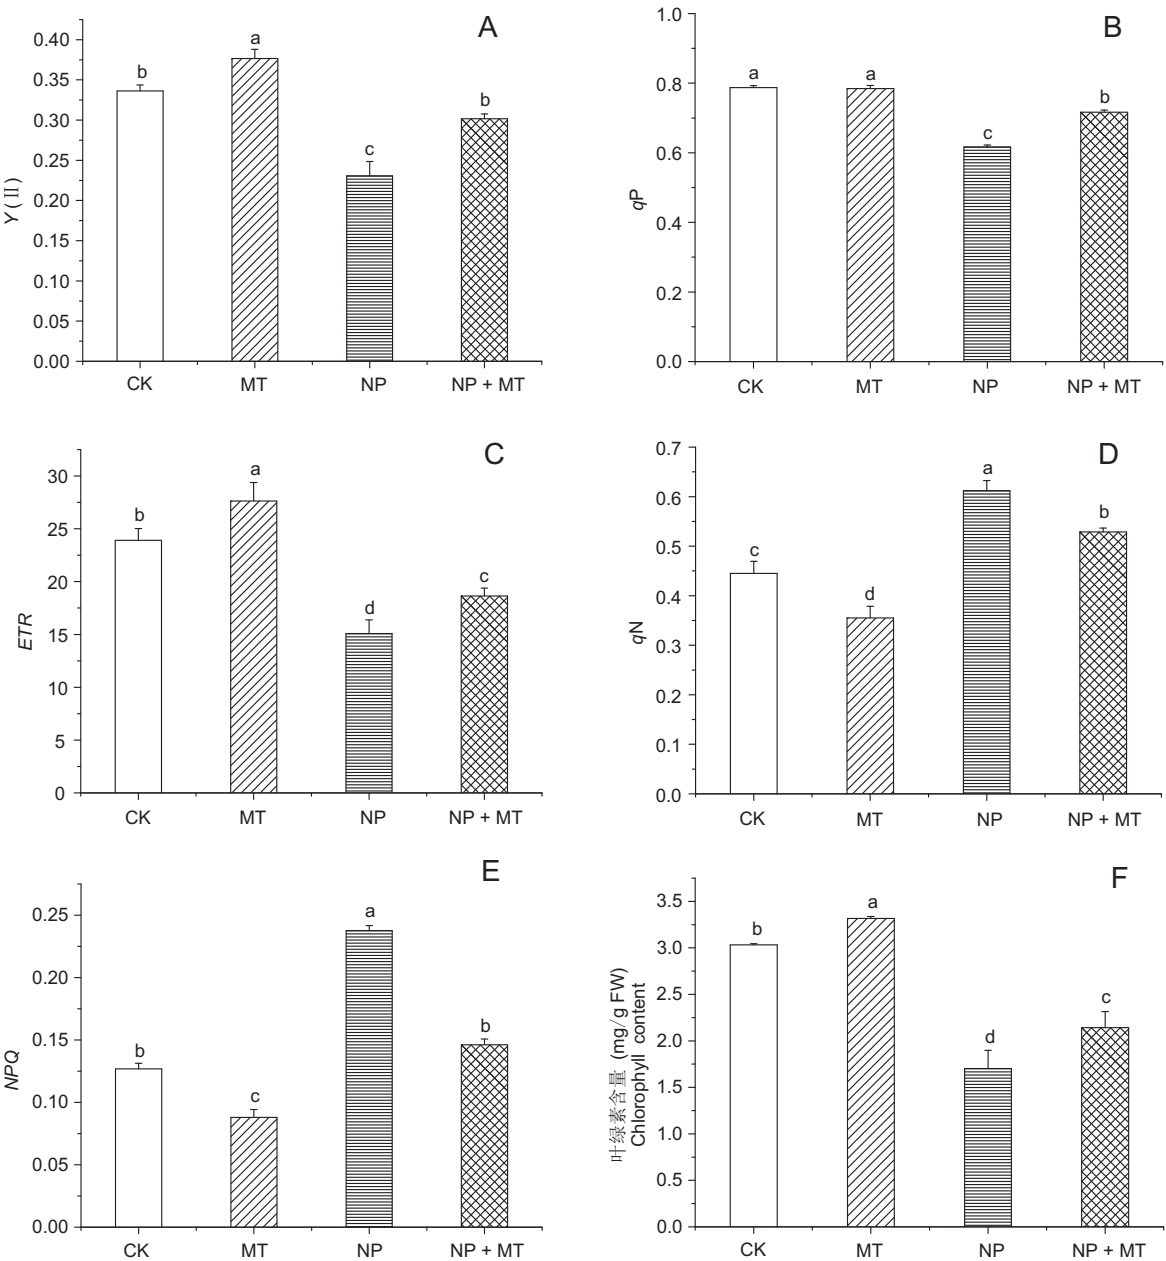 A
Y ( Ⅱ )
0.40
0.35
0.30
0.25
0.20
0.15
0.10
0.05
0.00
b
a
c
b
CK
MT
NP
NP + MT
B
qP
1.0
0.8
0.6
0.4
0.2
0.0
a
a
c
b
CK
MT
NP
NP + MT
C
ETR
30
25
20
15
10
5
0
b
a
d
c
CK
MT
NP
NP + MT
D
qN
0.7
0.6
0.5
0.4
0.3
0.2
0.1
0.0
c
d
a
b
CK
MT
NP
NP + MT
E
NPQ
0.25
0.20
0.15
0.10
0.05
0.00
b
c
a
b
CK
MT
NP
NP + MT
F
叶绿素含量 (mg/g FW)
Chlorophyll content
3.5
3.0
2.5
2.0
1.5
1.0
0.5
0.0
b
a
d
c
CK
MT
NP
NP + MT